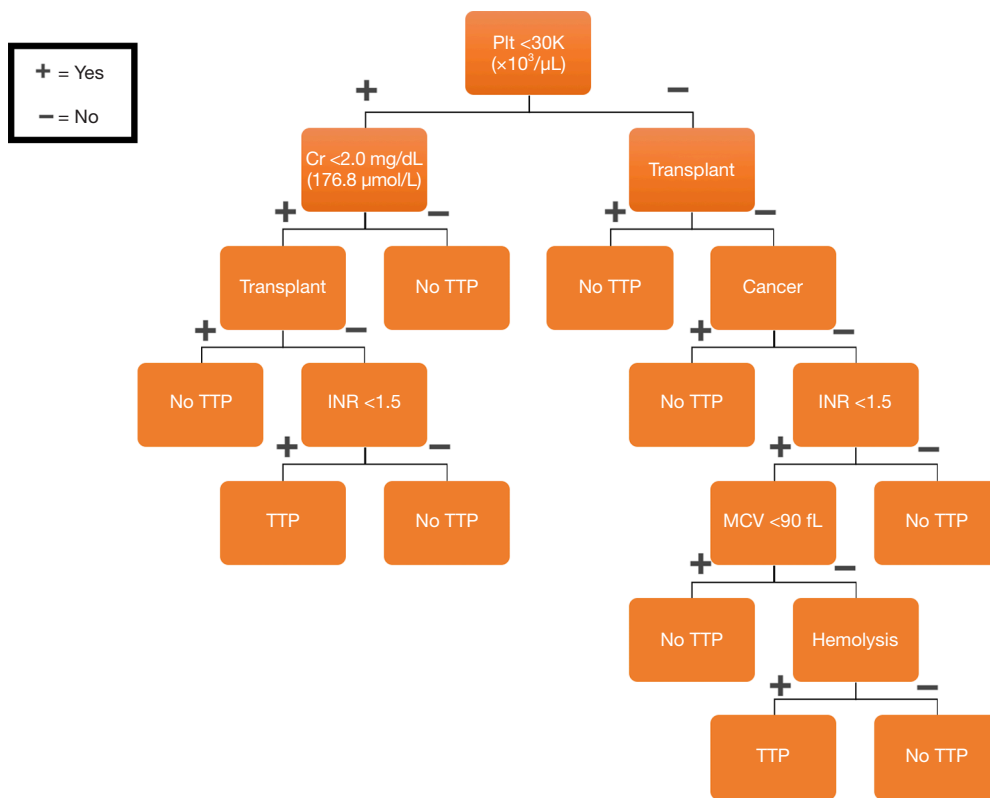 Plt <30K
(×10³/µL)
+ = Yes
− = No
+
−
Cr <2.0 mg/dL
(176.8 µmol/L)
Transplant
+
−
+
−
Transplant
No TTP
No TTP
Cancer
+
−
+
−
No TTP
INR <1.5
No TTP
INR <1.5
+
−
+
−
TTP
No TTP
MCV <90 fL
No TTP
+
−
No TTP
Hemolysis
+
−
TTP
No TTP